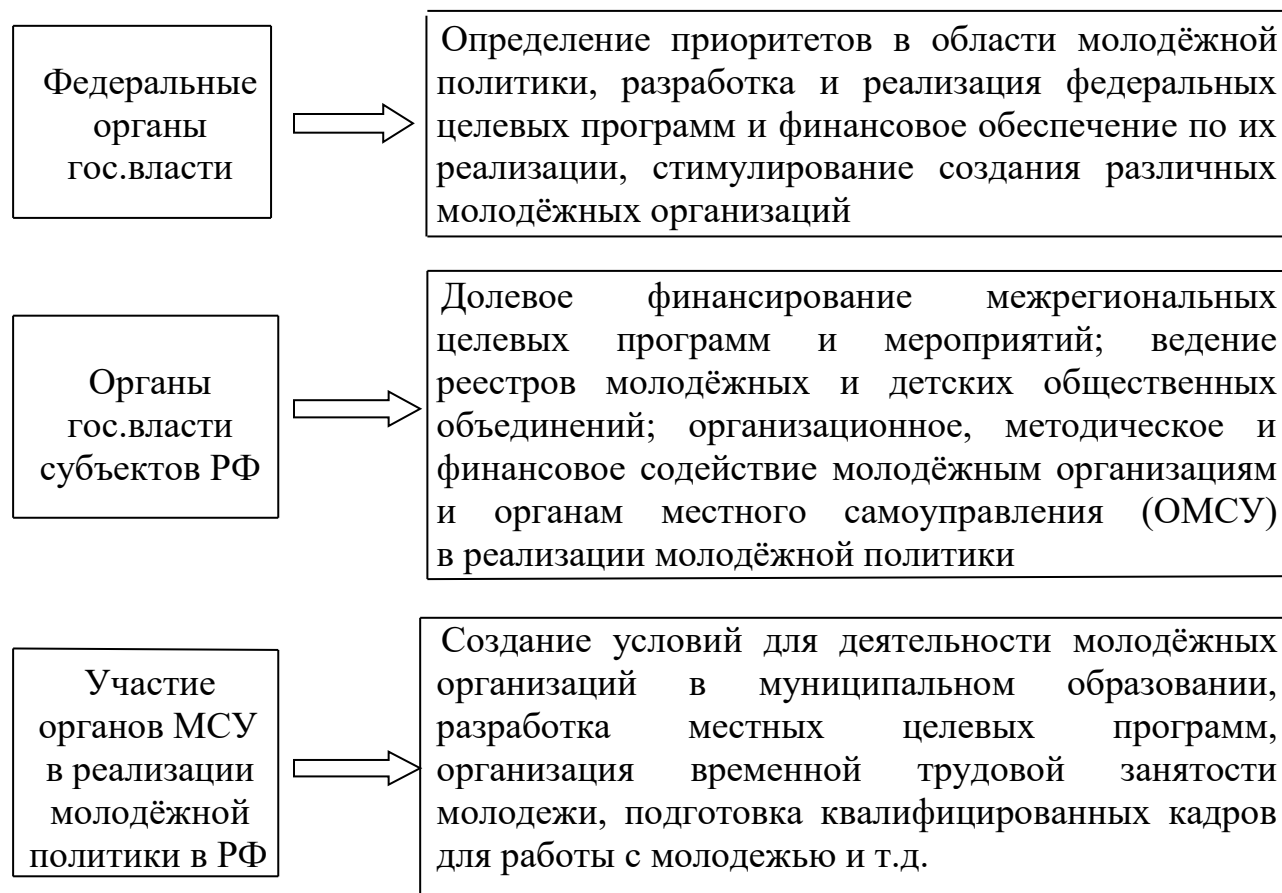 Федеральные
органы
гос.власти
Определение приоритетов в области молодёжной
политики, разработка и реализация федеральных
целевых программ и финансовое обеспечение по их
реализации, стимулирование создания различных
молодёжных организаций
Органы
гос.власти
субъектов РФ
Долевое финансирование межрегиональных
целевых программ и мероприятий; ведение
реестров молодёжных и детских общественных
объединений; организационное, методическое и
финансовое содействие молодёжным организациям
и органам местного самоуправления (ОМСУ)
в реализации молодёжной политики
Участие
органов МСУ
в реализации
молодёжной
политики в РФ
Создание условий для деятельности молодёжных
организаций в муниципальном образовании,
разработка местных целевых программ,
организация временной трудовой занятости
молодежи, подготовка квалифицированных кадров
для работы с молодежью и т.д.